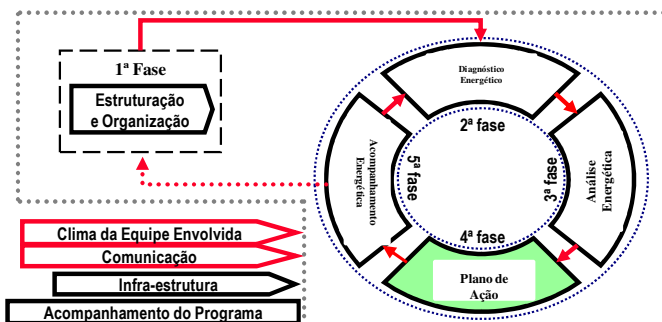 1ª Fase
Estruturação
e Organização
Diagnóstico
Energético
2ª fase
Análise
Energética
3ª fase
4ª fase
Plano de
Ação
Acompanhamento
Energética
5ª fase
Clima da Equipe Envolvida
Comunicação
Infra-estrutura
Acompanhamento do Programa